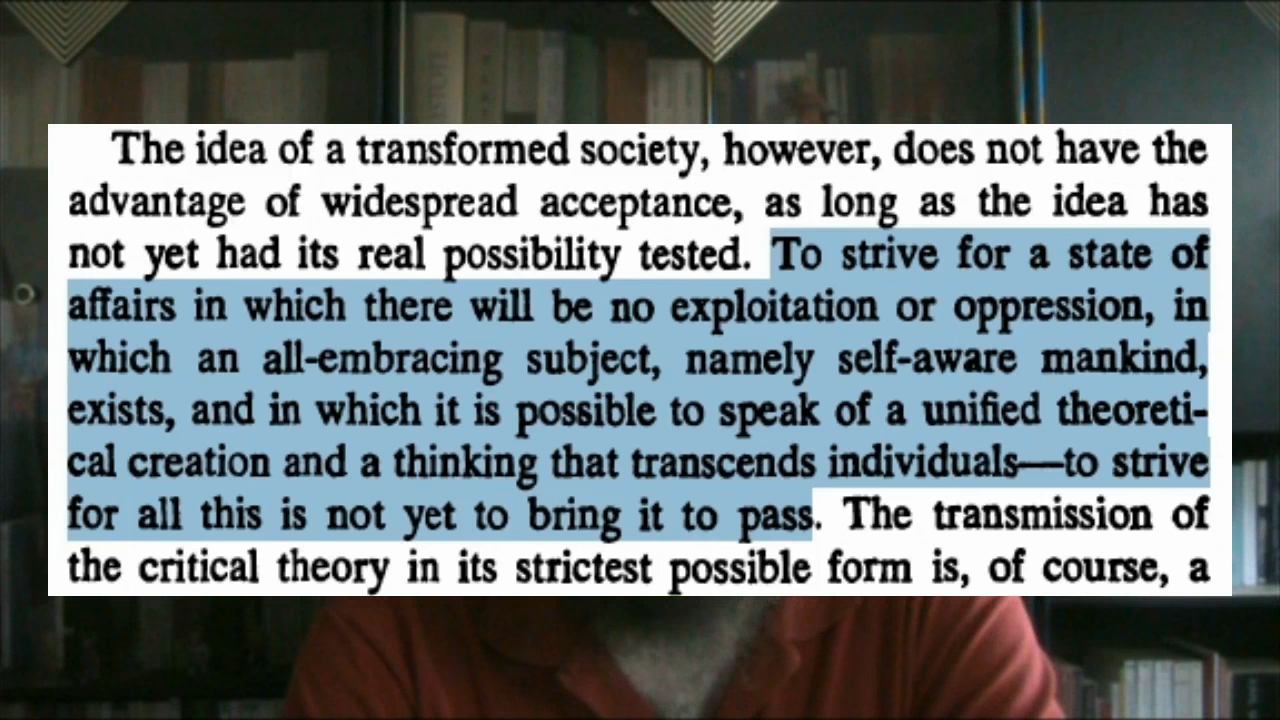 The idea of a transformed society, however, does not have the
advantage of widespread acceptance, as long as the idea has
not yet had its real possibility tested. To strive for a state of
affairs in which there will be no exploitation or oppression, in
which an all-embracing subject, namely self-aware mankind,
exists, and in which it is possible to speak of a unified theoreti-
cal creation and a thinking that transcends individuals—to strive
for all this is not yet to bring it to pass. The transmission of
the critical theory in its strictest possible form is, of course, a